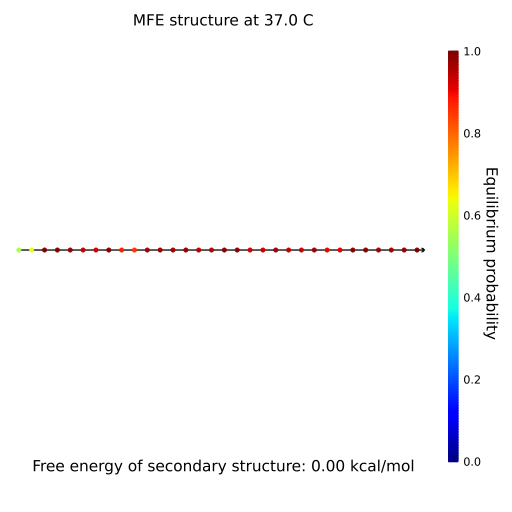 MFE structure at 37.0 C
1.0
0.8
0.6
0.4
0.2
0.0
Equilibrium probability
Free energy of secondary structure: 0.00 kcal/mol